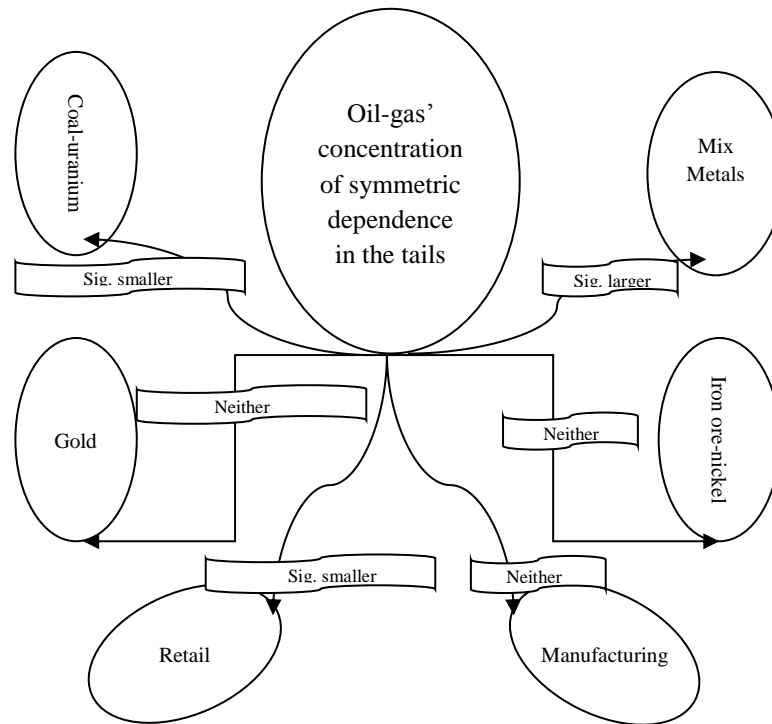 Oil-gas’
concentration
of symmetric
dependence
in the tails
Coal-uranium
Mix
Metals
Sig. smaller
Sig. larger
Gold
Neither
Neither
Iron ore-nickel
Sig. smaller
Neither
Retail
Manufacturing